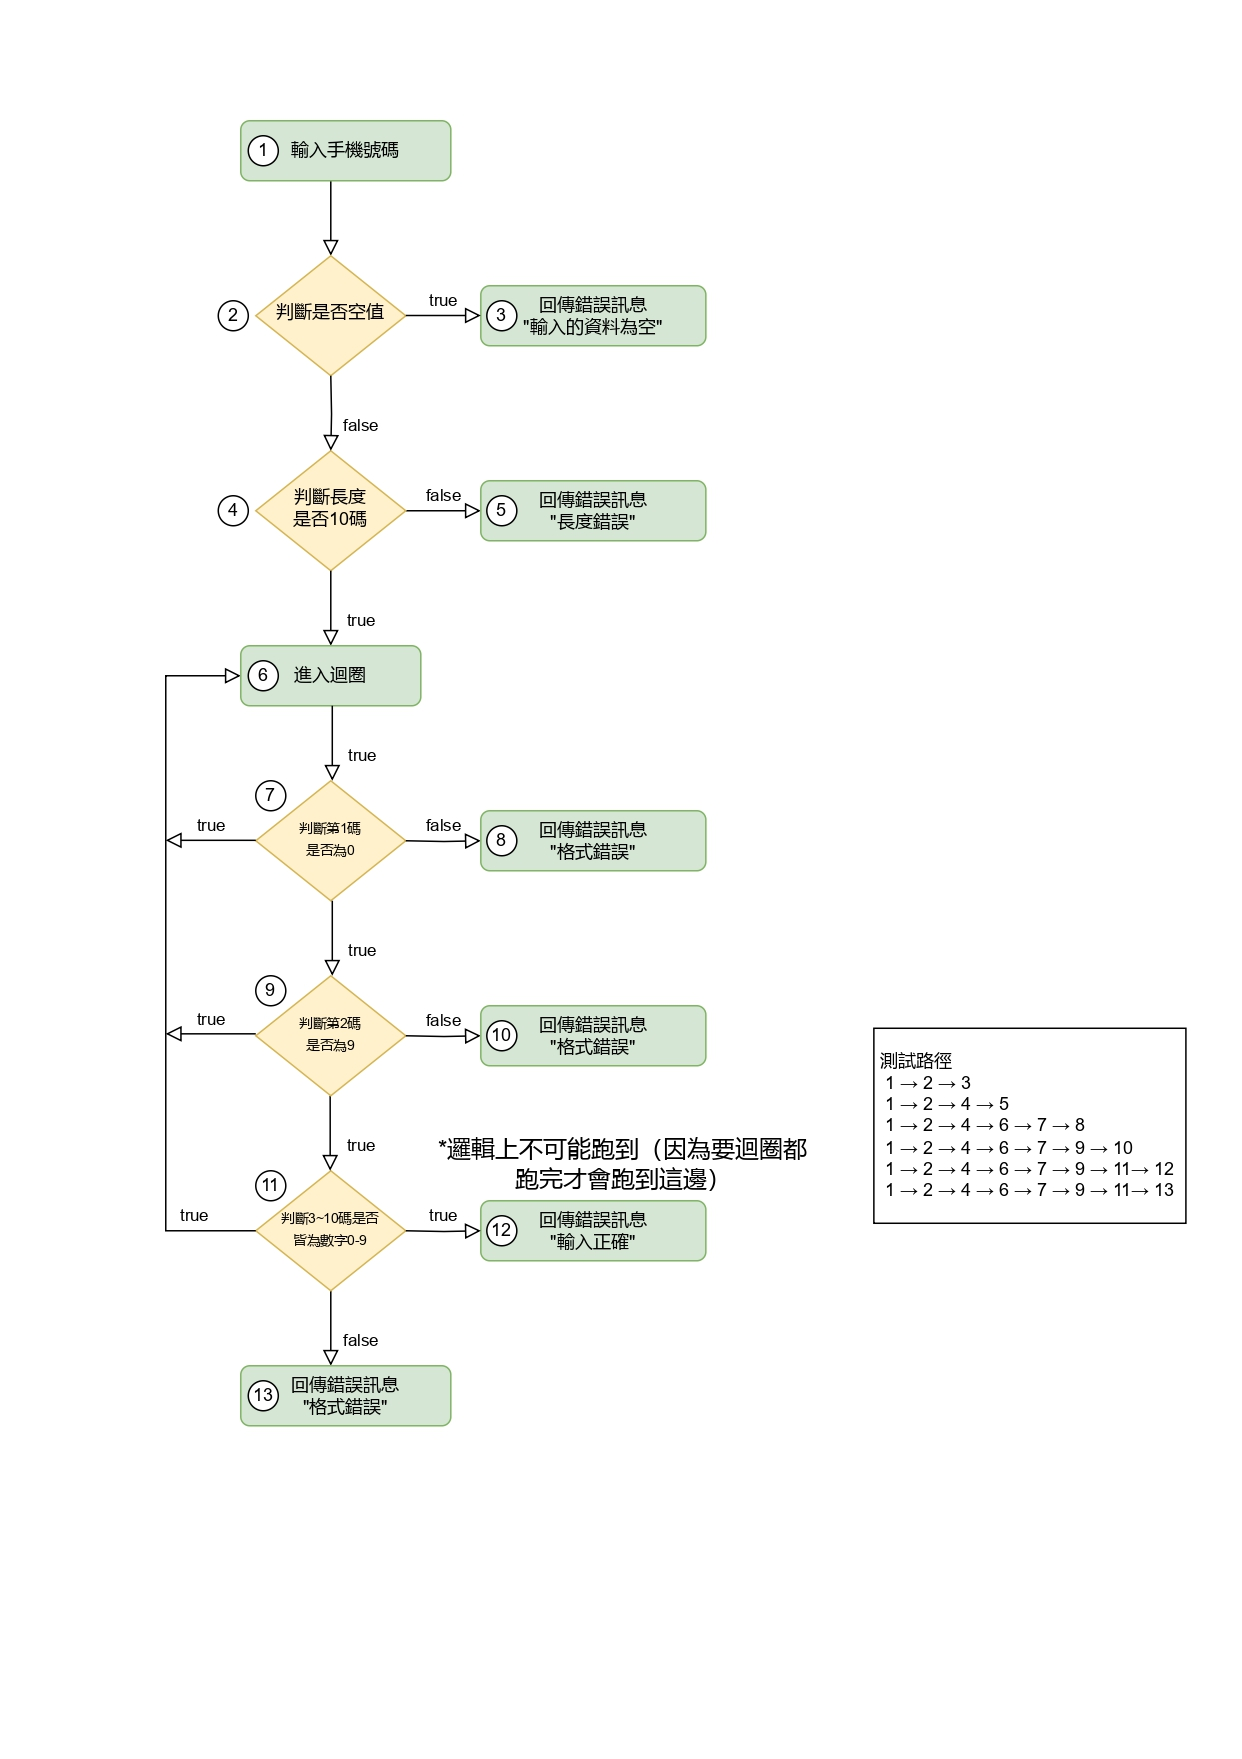 1 輸入手機號碼
2 判斷是否空值
true
3 回傳錯誤訊息
"輸入的資料為空"
false
4 判斷長度
是否10碼
false
5 回傳錯誤訊息
"長度錯誤"
true
6 進入迴圈
true
7
判斷第1碼
是否為0
true
false
8 回傳錯誤訊息
"格式錯誤"
true
9
判斷第2碼
是否為9
true
false
10 回傳錯誤訊息
"格式錯誤"
true
*邏輯上不可能跑到（因為要迴圈都
跑完才會跑到這邊）
11
判斷3~10碼是否
皆為數字0-9
true
true
12 回傳錯誤訊息
"輸入正確"
false
13 回傳錯誤訊息
"格式錯誤"
測試路徑
1 → 2 → 3
1 → 2 → 4 → 5
1 → 2 → 4 → 6 → 7 → 8
1 → 2 → 4 → 6 → 7 → 9 → 10
1 → 2 → 4 → 6 → 7 → 9 → 11→ 12
1 → 2 → 4 → 6 → 7 → 9 → 11→ 13